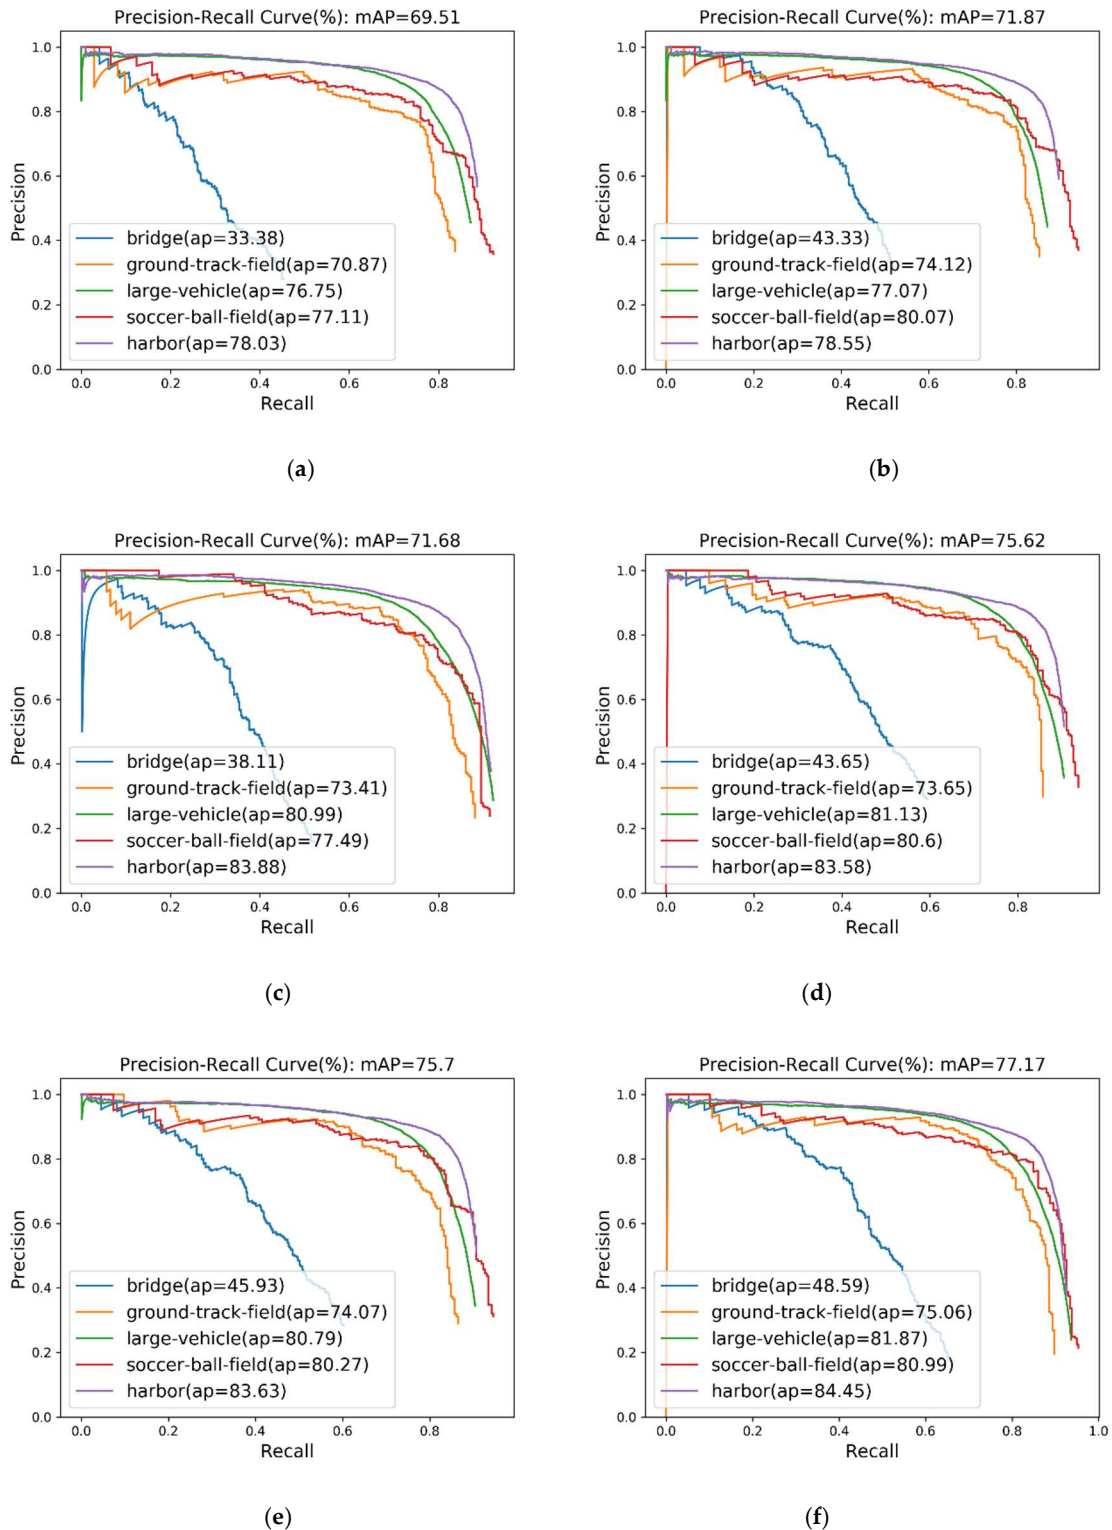 Precision-Recall Curve(%): mAP=69.51
1.0
0.8
0.6
0.4
0.2
0.0
Precision
bridge(ap=33.38)
ground-track-field(ap=70.87)
large-vehicle(ap=76.75)
soccer-ball-field(ap=77.11)
harbor(ap=78.03)
0.0 0.2 0.4 0.6 0.8
Recall
(a)
Precision-Recall Curve(%): mAP=71.87
1.0
0.8
0.6
0.4
0.2
0.0
Precision
bridge(ap=43.33)
ground-track-field(ap=74.12)
large-vehicle(ap=77.07)
soccer-ball-field(ap=80.07)
harbor(ap=78.55)
0.0 0.2 0.4 0.6 0.8
Recall
(b)
Precision-Recall Curve(%): mAP=71.68
1.0
0.8
0.6
0.4
0.2
0.0
Precision
bridge(ap=38.11)
ground-track-field(ap=73.41)
large-vehicle(ap=80.99)
soccer-ball-field(ap=77.49)
harbor(ap=83.88)
0.0 0.2 0.4 0.6 0.8
Recall
(c)
Precision-Recall Curve(%): mAP=75.62
1.0
0.8
0.6
0.4
0.2
0.0
Precision
bridge(ap=43.65)
ground-track-field(ap=73.65)
large-vehicle(ap=81.13)
soccer-ball-field(ap=80.6)
harbor(ap=83.58)
0.0 0.2 0.4 0.6 0.8
Recall
(d)
Precision-Recall Curve(%): mAP=75.7
1.0
0.8
0.6
0.4
0.2
0.0
Precision
bridge(ap=45.93)
ground-track-field(ap=74.07)
large-vehicle(ap=80.79)
soccer-ball-field(ap=80.27)
harbor(ap=83.63)
0.0 0.2 0.4 0.6 0.8
Recall
(e)
Precision-Recall Curve(%): mAP=77.17
1.0
0.8
0.6
0.4
0.2
0.0
Precision
bridge(ap=48.59)
ground-track-field(ap=75.06)
large-vehicle(ap=81.87)
soccer-ball-field(ap=80.99)
harbor(ap=84.45)
0.0 0.2 0.4 0.6 0.8 1.0
Recall
(f)